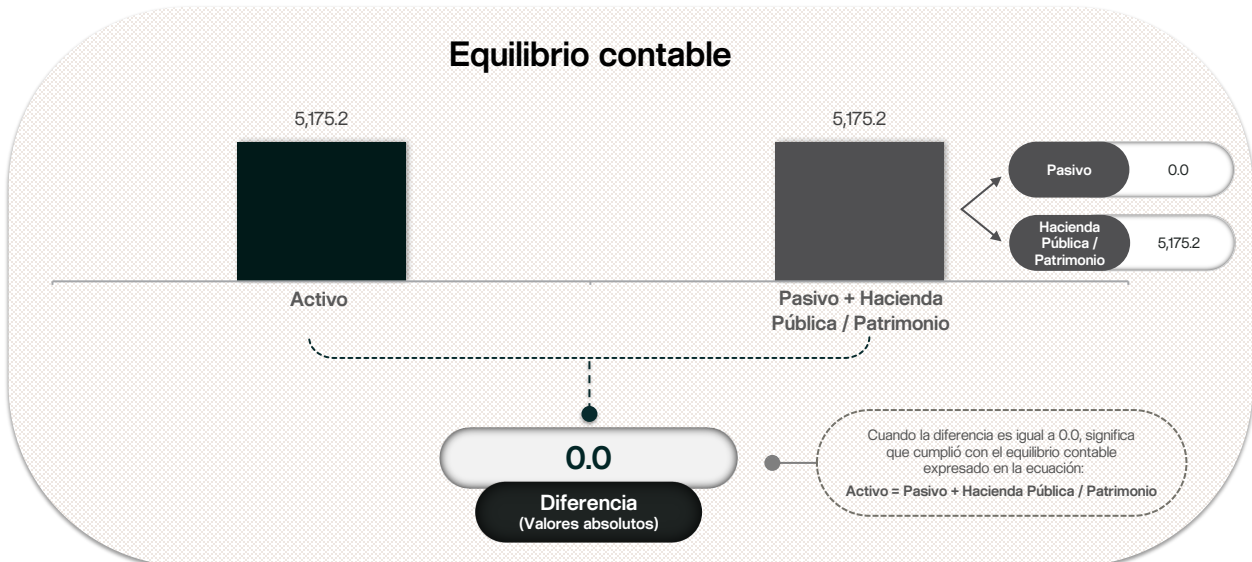 Equilibrio contable
5,175.2
5,175.2
Pasivo
0.0
Hacienda
Pública /
Patrimonio
5,175.2
Activo
Pasivo + Hacienda
Pública / Patrimonio
0.0
Diferencia
(Valores absolutos)
Cuando la diferencia es igual a 0.0, significa
que cumplió con el equilibrio contable
expresado en la ecuación:
Activo = Pasivo + Hacienda Pública / Patrimonio